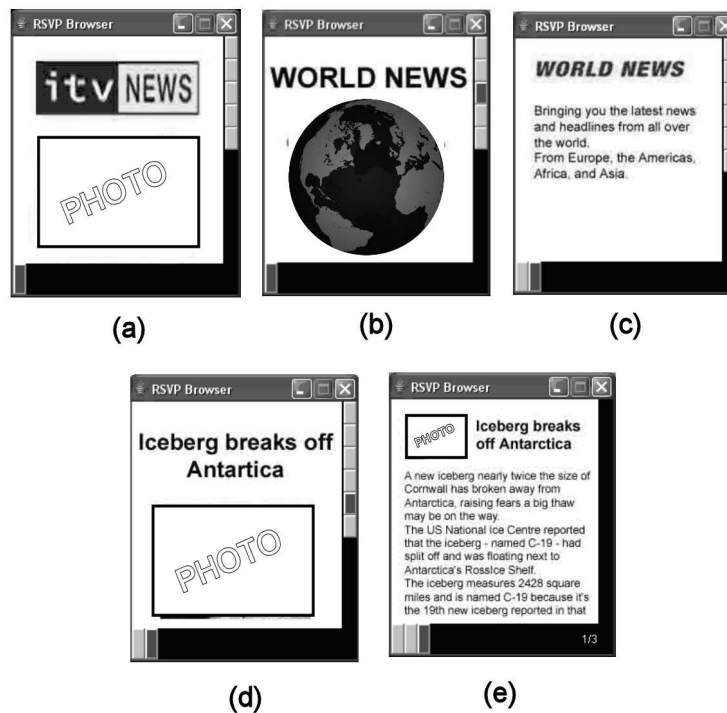 RSVP Browser
itv NEWS
PHOTO
(a)
RSVP Browser
WORLD NEWS
(b)
RSVP Browser
WORLD NEWS
Bringing you the latest news
and headlines from all over
the world.
From Europe, the Americas,
Africa, and Asia.
(c)
RSVP Browser
Iceberg breaks off
Antartica
PHOTO
(d)
RSVP Browser
PHOTO
Iceberg breaks
off Antarctica
A new iceberg nearly twice the size of
Cornwall has broken away from
Antarctica, raising fears a big thaw
may be on the way.
The US National Ice Centre reported
that the iceberg - named C-19 - had
split off and was floating next to
Antarctica's RossIce Shelf.
The iceberg measures 2428 square
miles and is named C-19 because it's
the 19th new iceberg reported in that
1/3
(e)